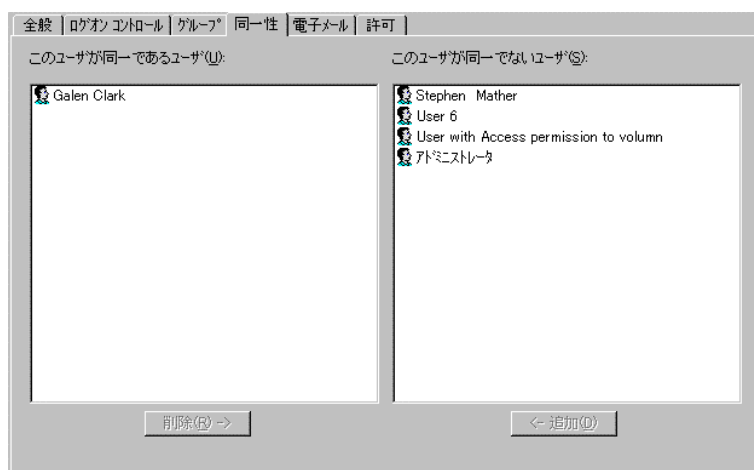 全般 ログオン コントロール グループ 同一性 電子メール 許可
このユーザが同一であるユーザ(U):
Galen Clark
削除(R) ->
このユーザが同一でないユーザ(S):
Stephen Mather
User 6
User with Access permission to volumn
アドミニストレータ
<- 追加(D)